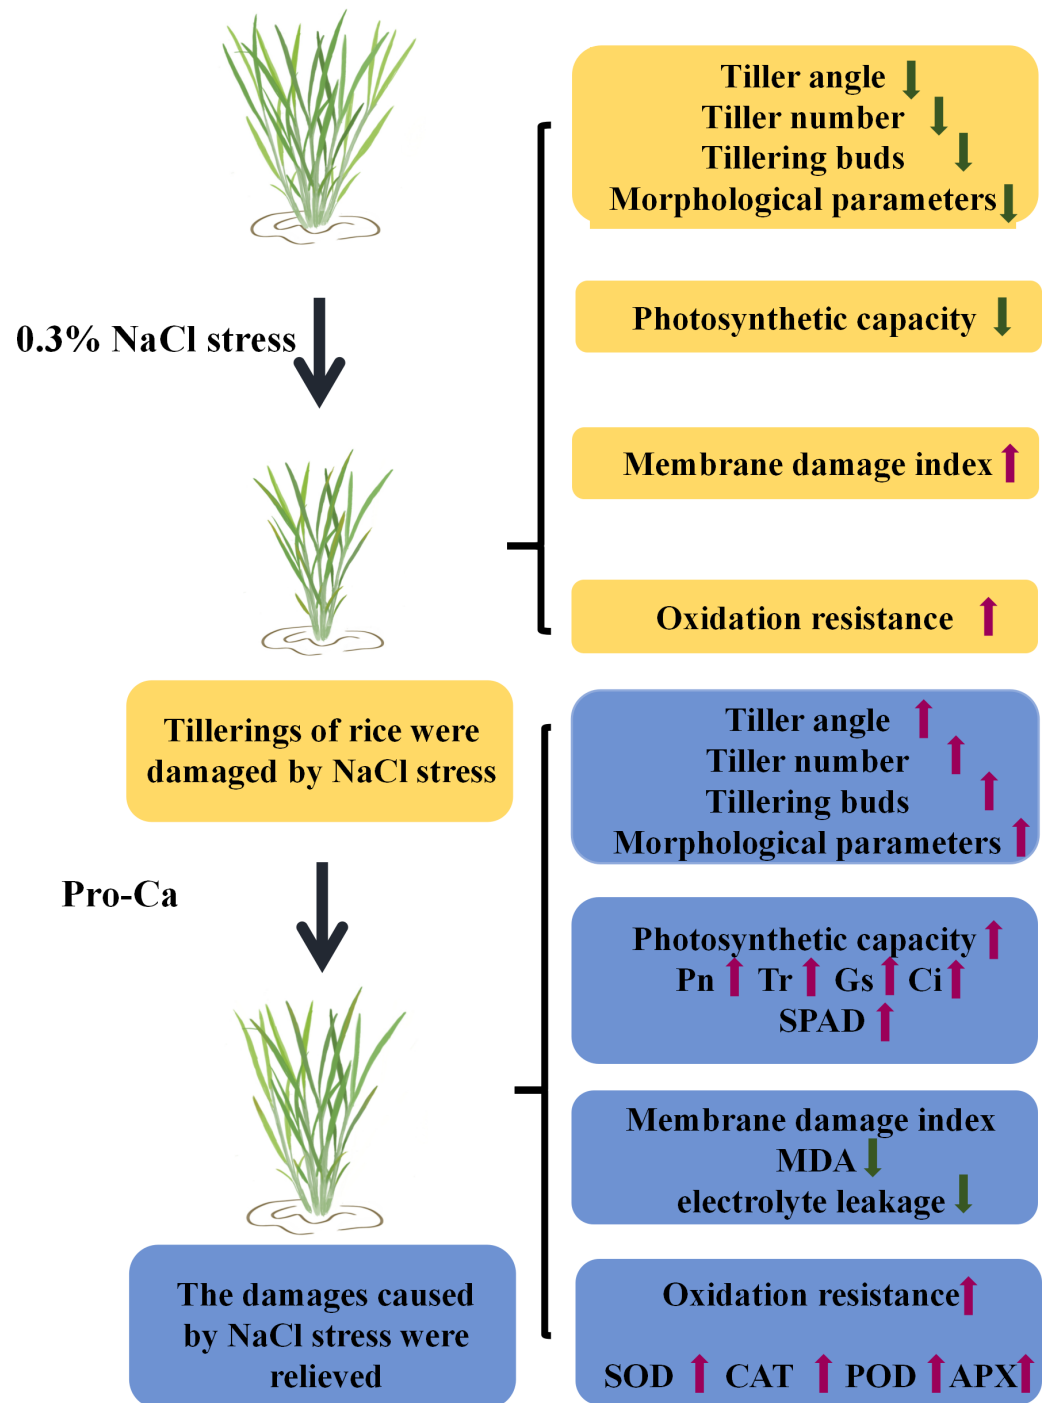 Tiller angle
Tiller number
Tillering buds
Morphological parameters
0.3% NaCl stress
Photosynthetic capacity
Membrane damage index
Oxidation resistance
Tillerings of rice were
damaged by NaCl stress
Tiller angle
Tiller number
Tillering buds
Morphological parameters
Pro-Ca
Photosynthetic capacity
Pn Tr Gs Ci
SPAD
Membrane damage index
MDA
electrolyte leakage
The damages caused
by NaCl stress were
relieved
Oxidation resistance
SOD CAT POD APX